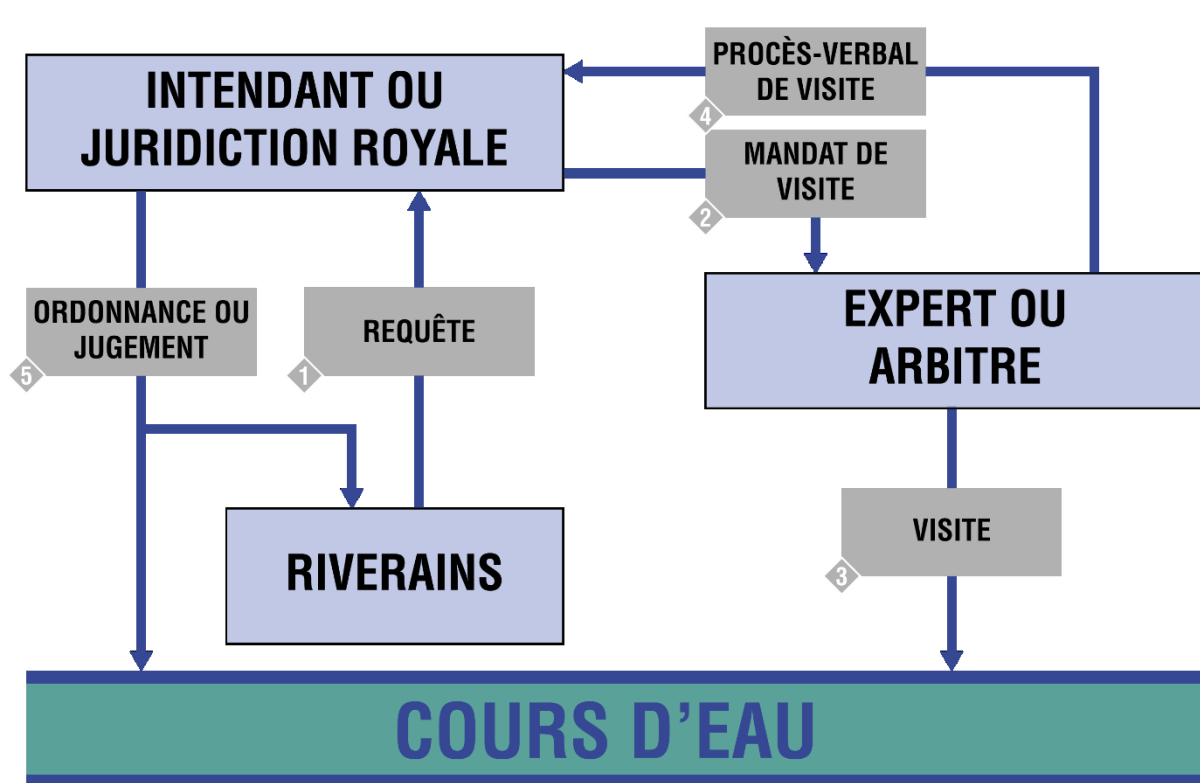 PROCÈS-VERBAL
DE VISITE
4
INTENDANT OU
JURIDICTION ROYALE
MANDAT DE
VISITE
2
ORDONNANCE OU
JUGEMENT
5
REQUÊTE
1
EXPERT OU
ARBITRE
RIVERAINS
VISITE
3
COURS D’EAU